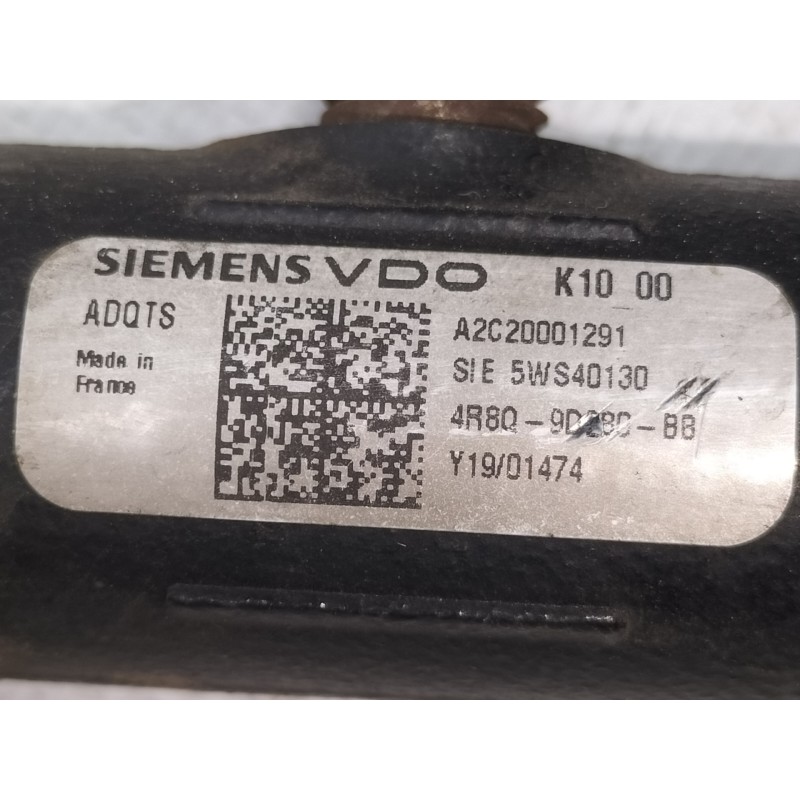 SIEMENS VDO K10 00
ADQTS
A2C20001291
Made in
France
SIE 5WS40130
Y19/01474